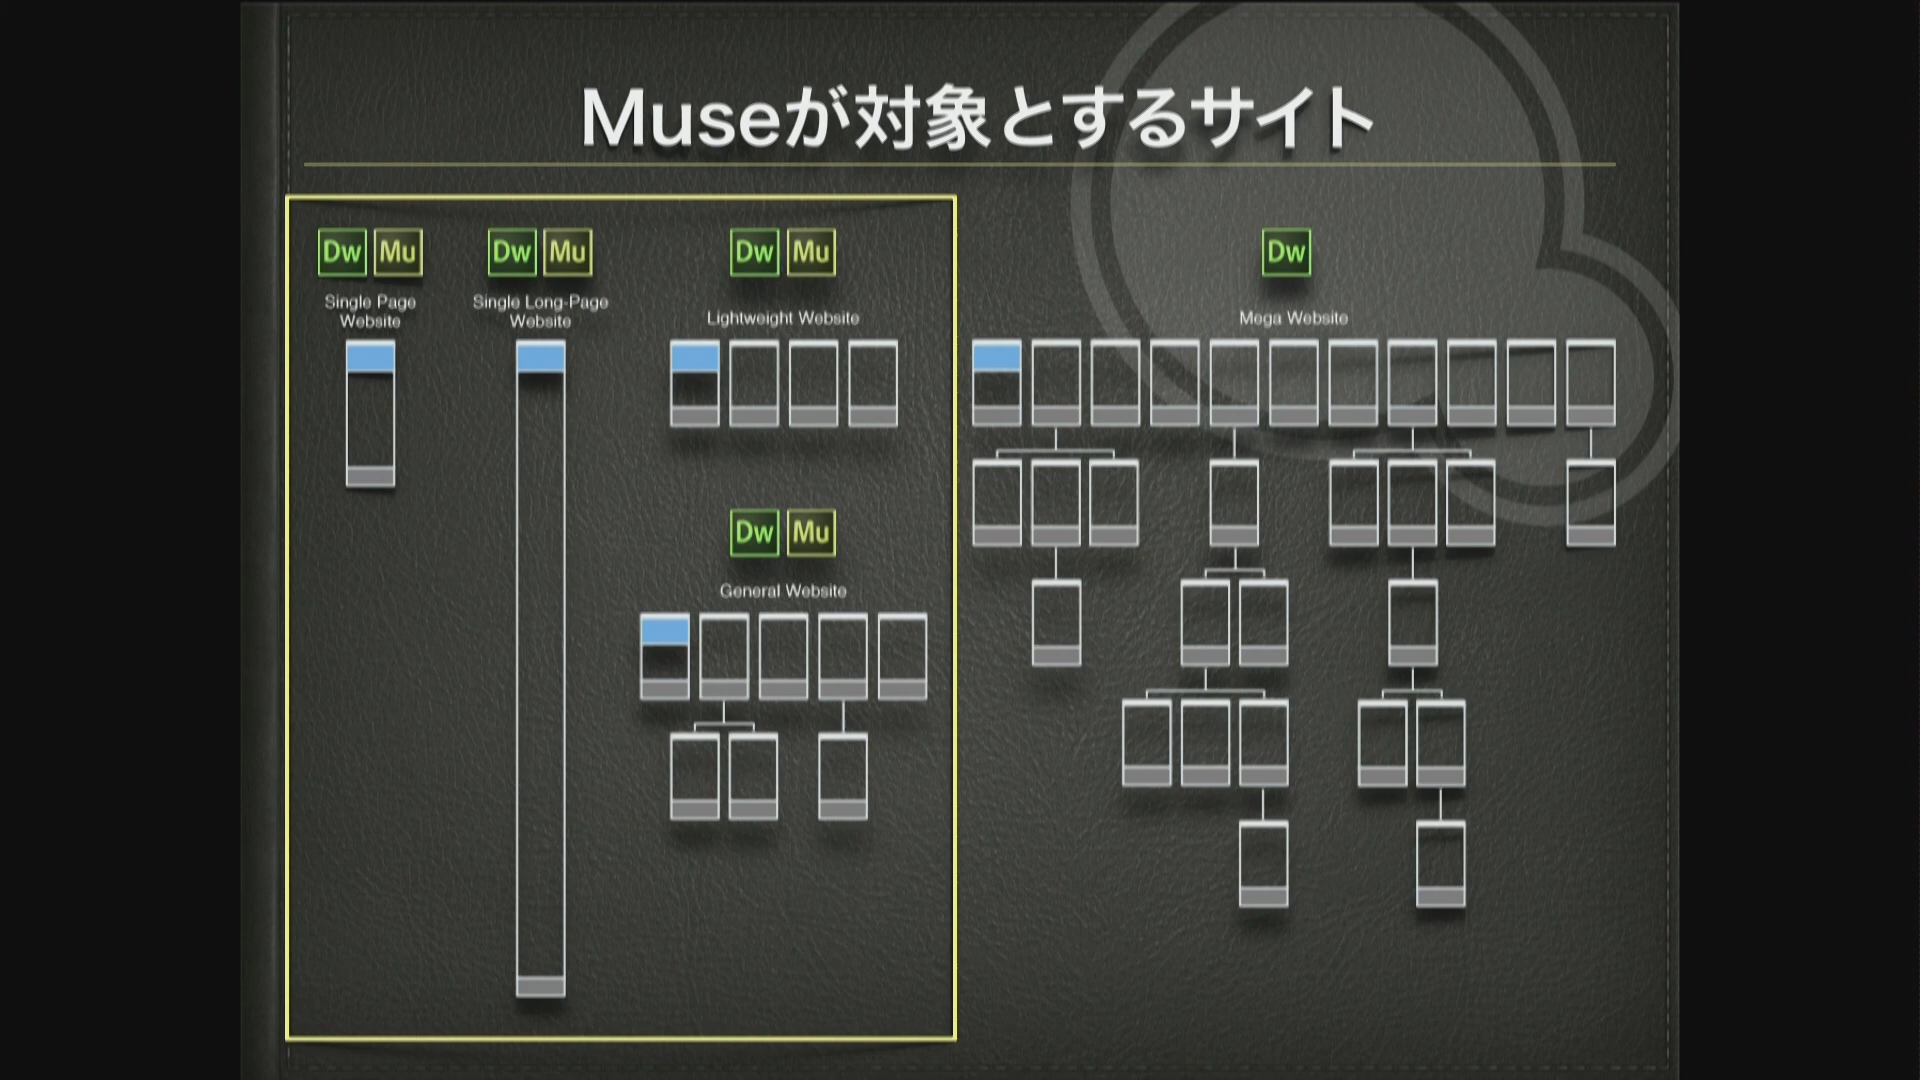 Museが対象とするサイト
Dw Mu
Single Page
Website
Dw Mu
Single Long-Page
Website
Dw Mu
Lightweight Website
Dw Mu
General Website
Dw
Mega Website